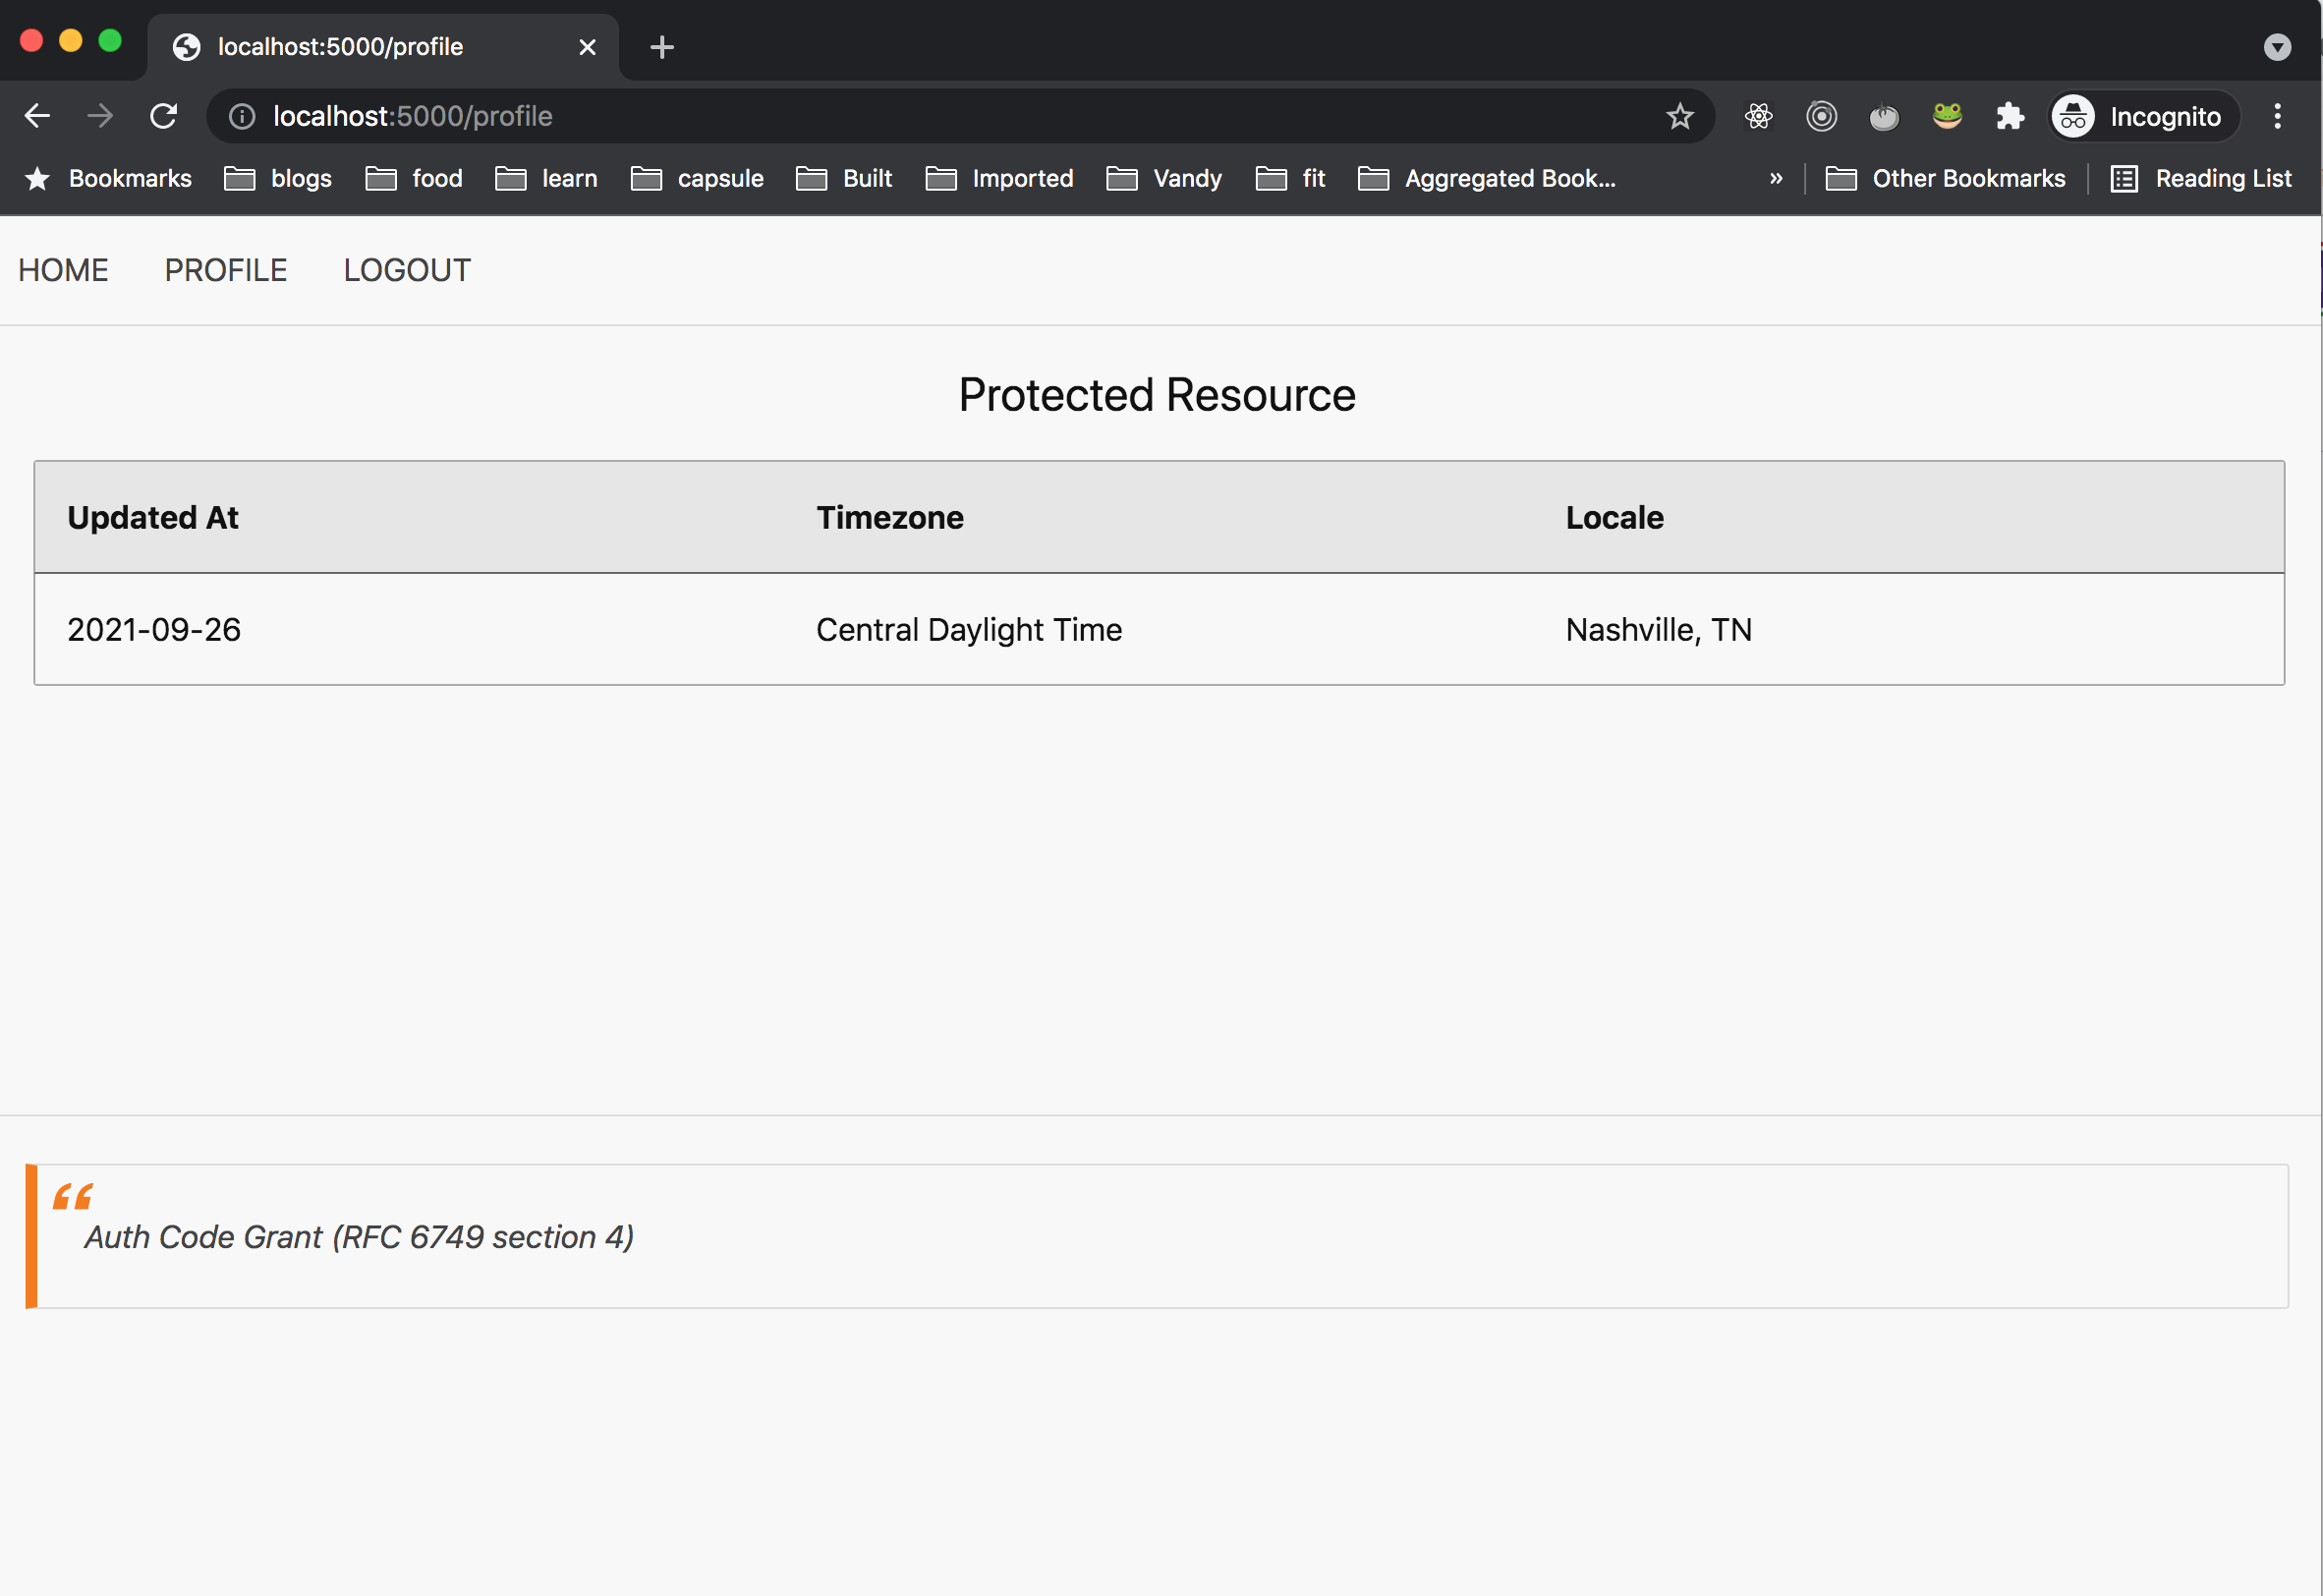 localhost:5000/profile
localhost:5000/profile Incognito
Bookmarks blogs food learn capsule Built Imported Vandy fit Aggregated Book... » Other Bookmarks Reading List
HOME PROFILE LOGOUT
Protected Resource
Updated At Timezone Locale
2021-09-26 Central Daylight Time Nashville, TN
“
Auth Code Grant (RFC 6749 section 4)